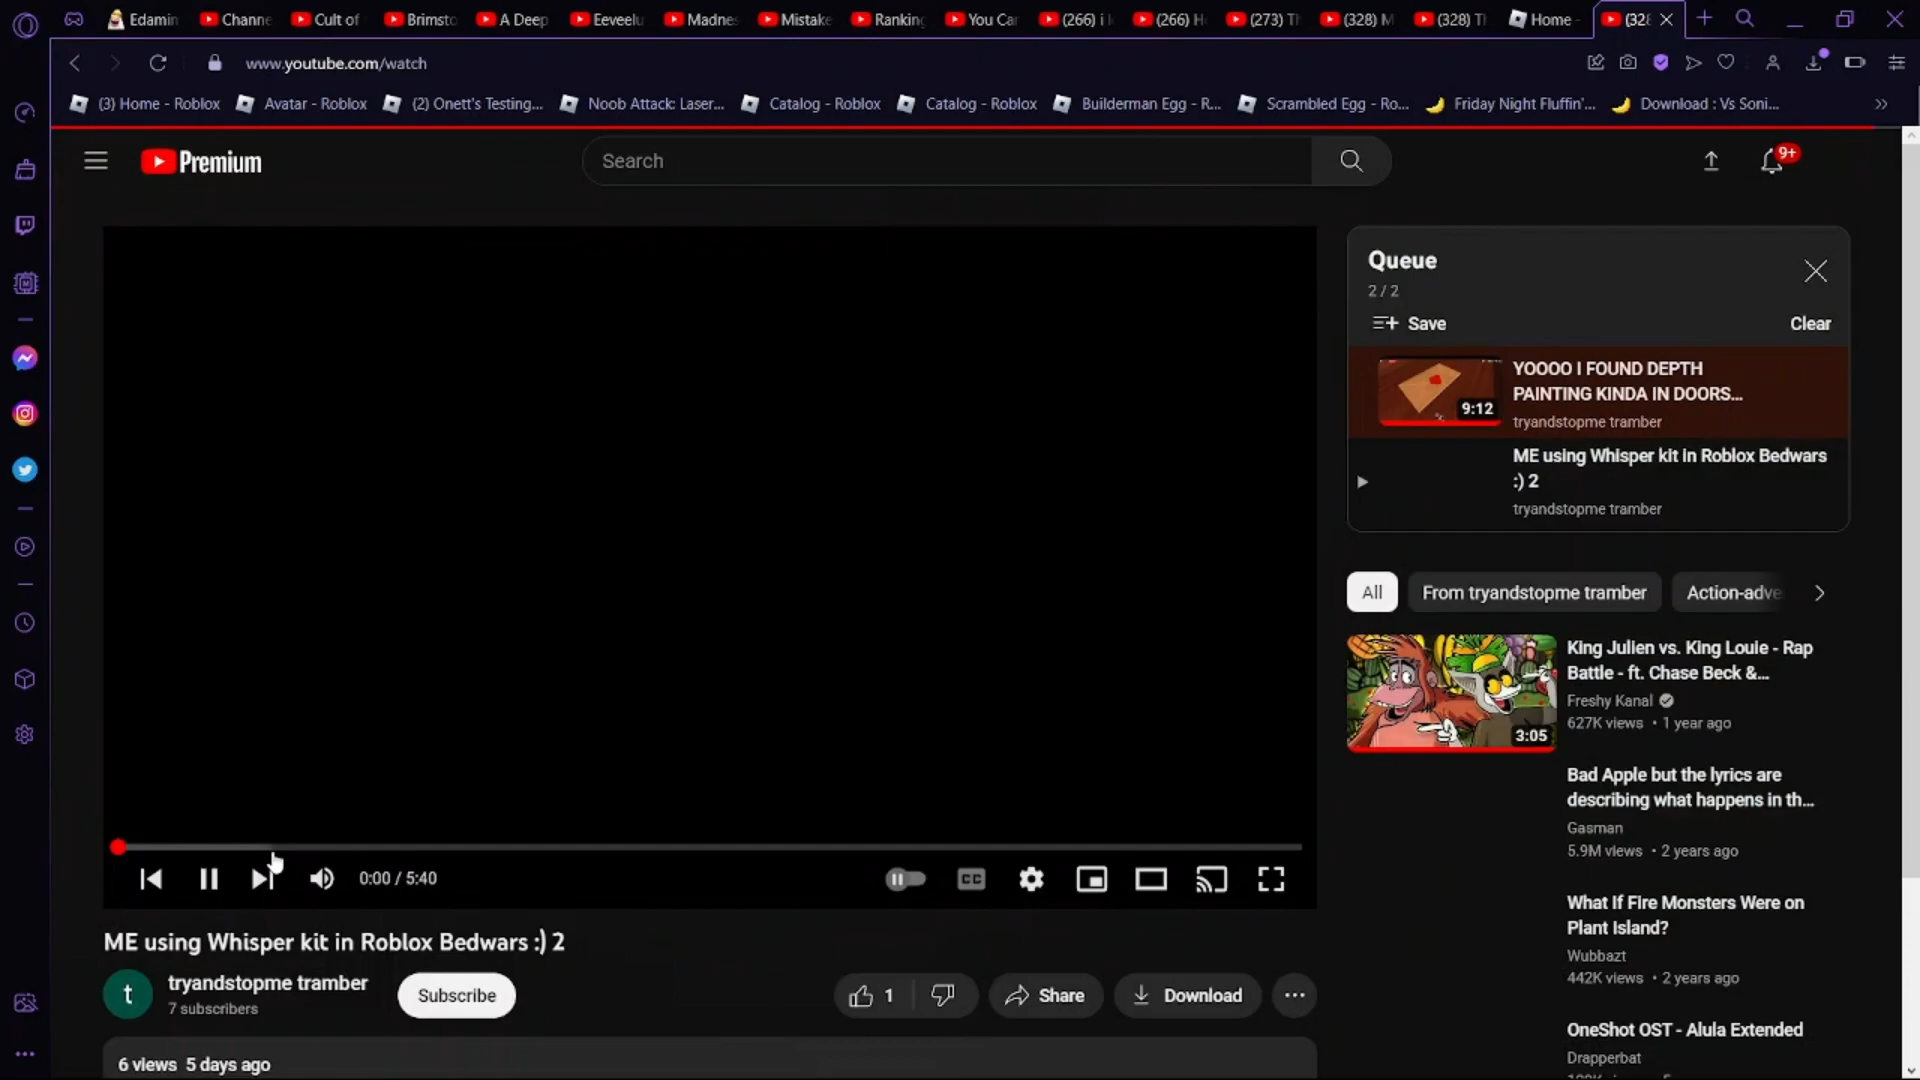 Edamin
Channe
Cult of
Brimsto
A Deep
Eeveelu
Madnes
Mistake
Ranking
You Car
(266) i l
(266) H
(273) Th
(328) M
(328) Tl
Home -
(328
www.youtube.com/watch
(3) Home - Roblox
Avatar - Roblox
(2) Onett's Testing...
Noob Attack: Laser...
Catalog - Roblox
Catalog - Roblox
Builderman Egg - R...
Scrambled Egg - Ro...
Friday Night Fluffin'...
Download : Vs Soni...
Premium
Search
9+
Queue
2 / 2
Save
Clear
YOOOO I FOUND DEPTH
PAINTING KINDA IN DOORS...
9:12
tryandstopme tramber
ME using Whisper kit in Roblox Bedwars
:) 2
tryandstopme tramber
All
From tryandstopme tramber
Action-adve
King Julien vs. King Louie - Rap
Battle - ft. Chase Beck &...
Freshy Kanal
627K views • 1 year ago
3:05
Bad Apple but the lyrics are
describing what happens in th...
Gasman
5.9M views • 2 years ago
What If Fire Monsters Were on
Plant Island?
Wubbazt
442K views • 2 years ago
OneShot OST - Alula Extended
Drapperbat
0:00 / 5:40
CC
ME using Whisper kit in Roblox Bedwars :) 2
t
tryandstopme tramber
7 subscribers
Subscribe
1
Share
Download
6 views 5 days ago